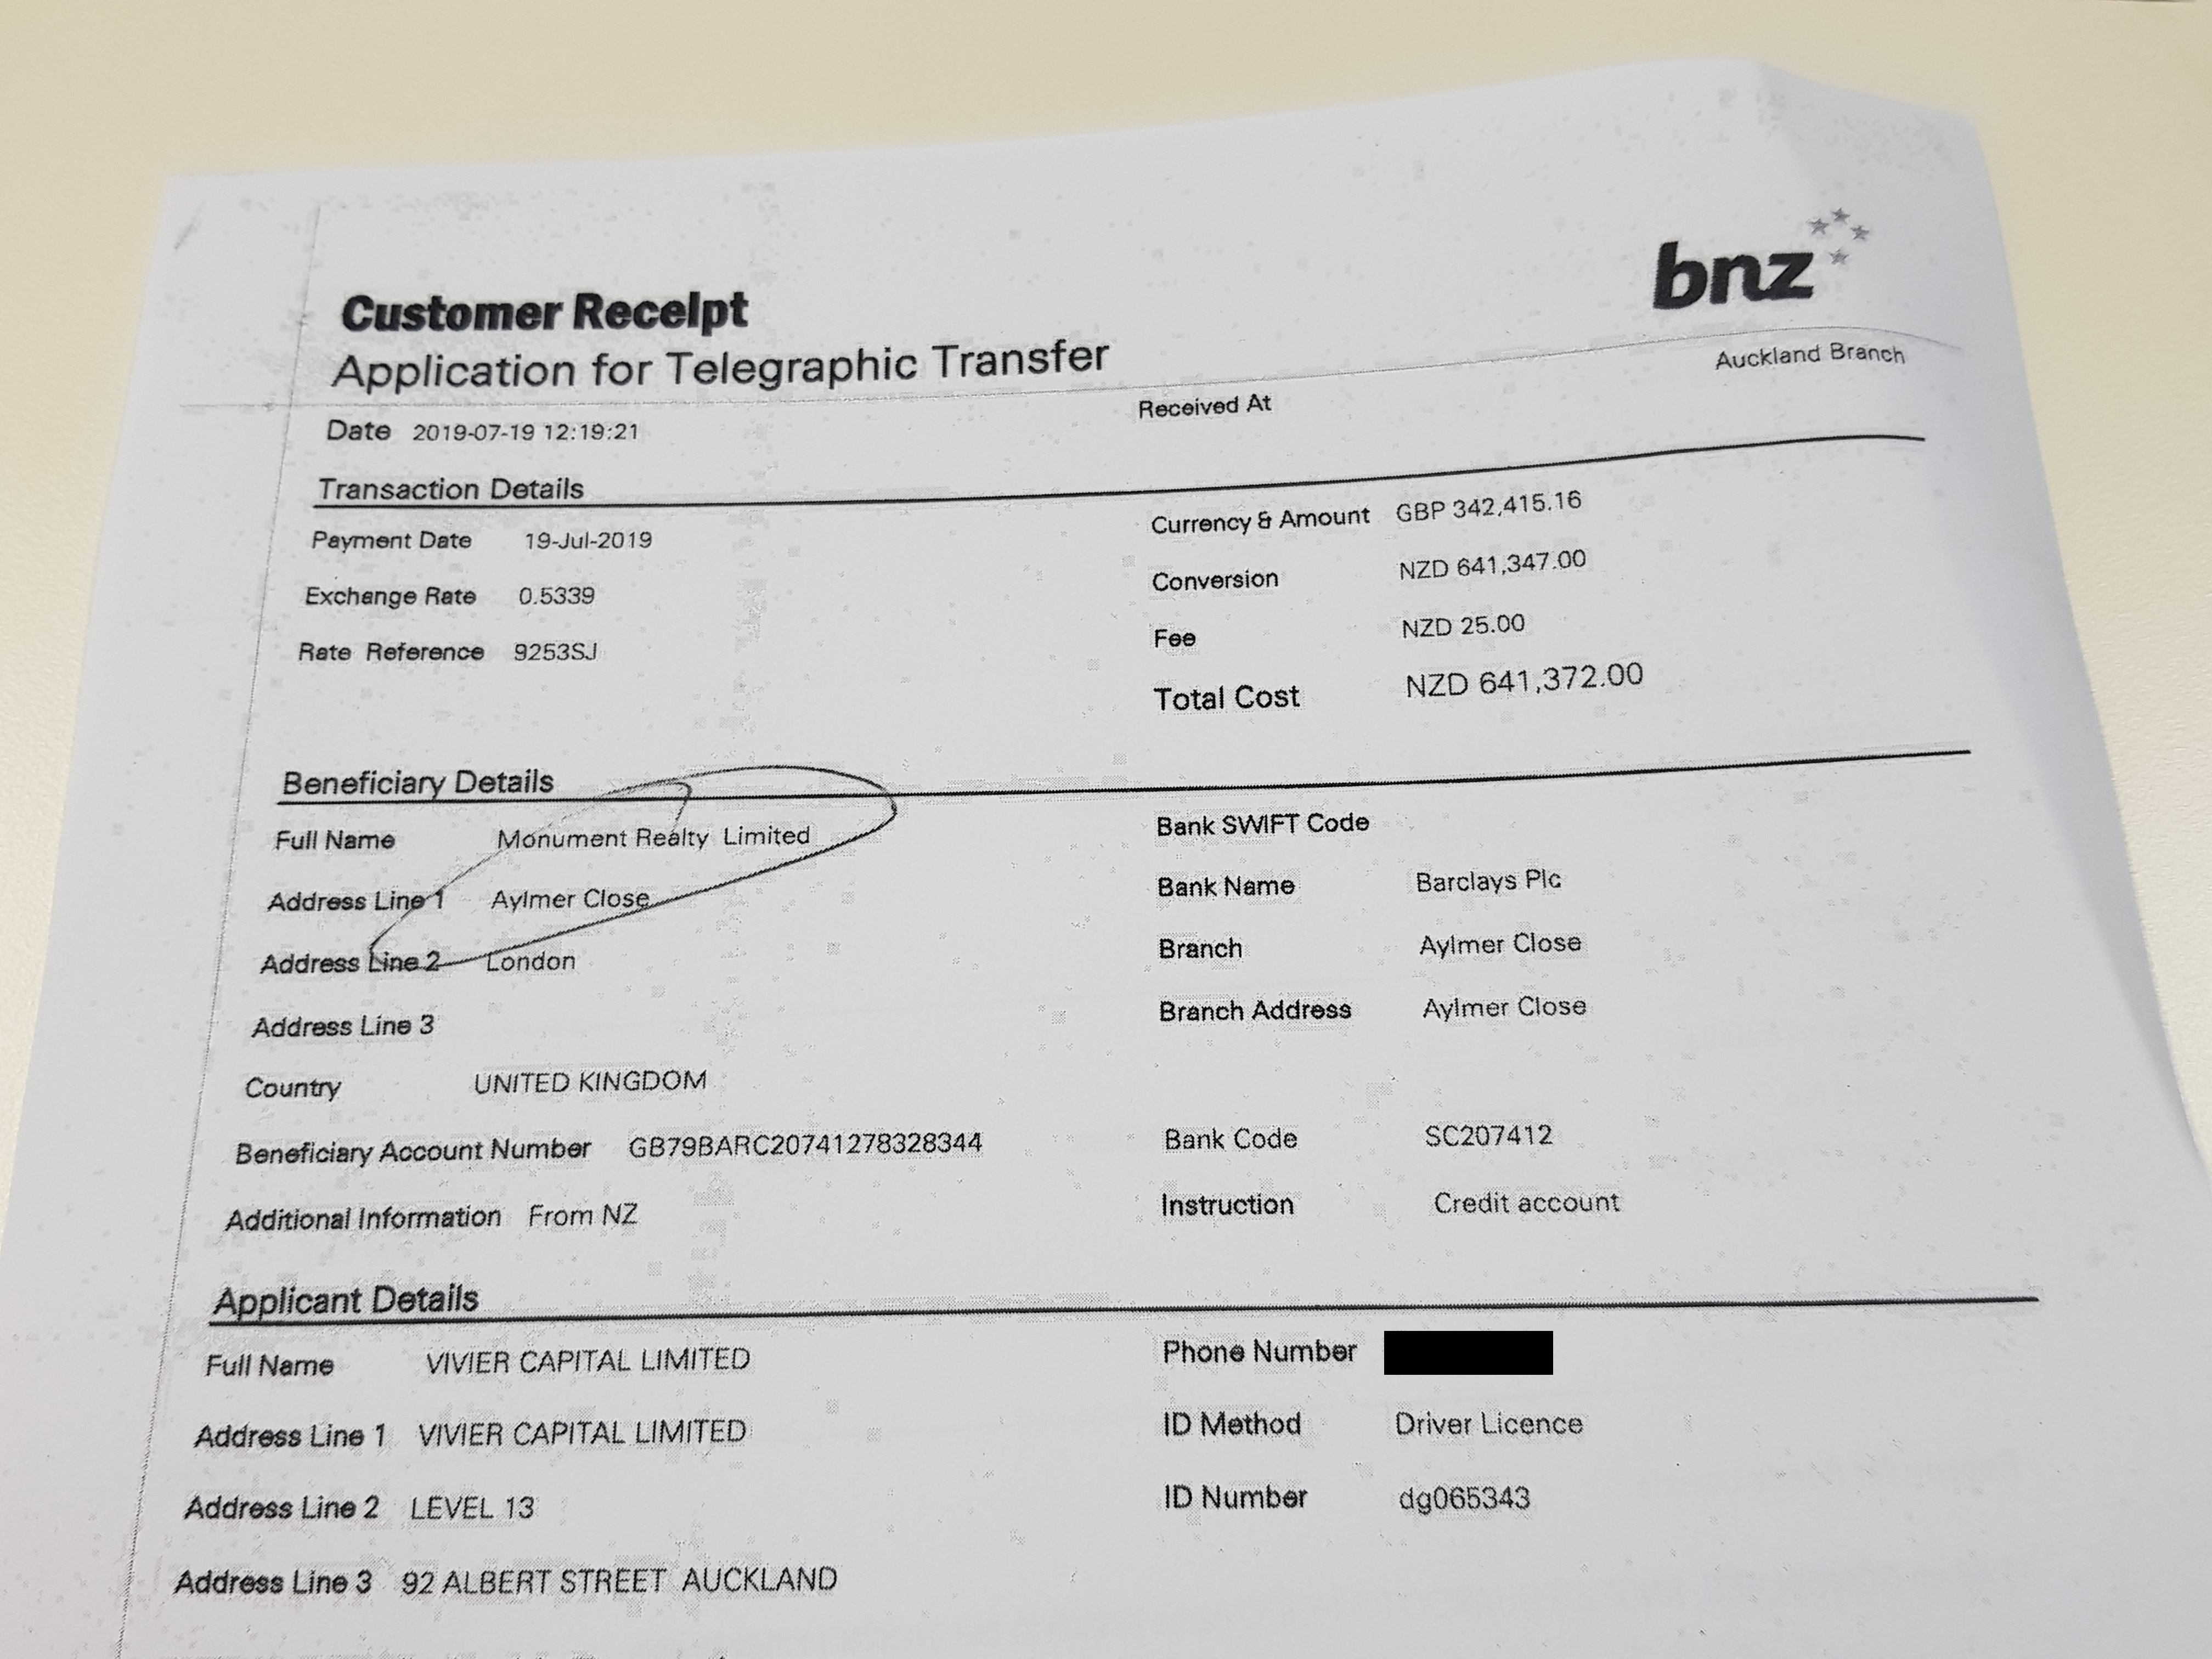 bnz
Customer Receipt
Application for Telegraphic Transfer
Auckland Branch
Date 2019-07-19 12:19:21
Received At
Transaction Details
Payment Date 19-Jul-2019
Currency & Amount GBP 342,415.16
Exchange Rate 0.5339
Conversion NZD 641,347.00
Rate Reference 9253SJ
Fee NZD 25.00
Total Cost NZD 641,372.00
Beneficiary Details
Full Name Monument Realty Limited
Bank SWIFT Code
Address Line 1 Aylmer Close
Bank Name Barclays Plc
Address Line 2 London
Branch Aylmer Close
Address Line 3
Branch Address Aylmer Close
Country UNITED KINGDOM
Beneficiary Account Number GB79BARC20741278328344
Bank Code SC207412
Additional Information From NZ
Instruction Credit account
Applicant Details
Full Name VIVIER CAPITAL LIMITED
Phone Number
Address Line 1 VIVIER CAPITAL LIMITED
ID Method Driver Licence
Address Line 2 LEVEL 13
ID Number dg065343
Address Line 3 92 ALBERT STREET AUCKLAND